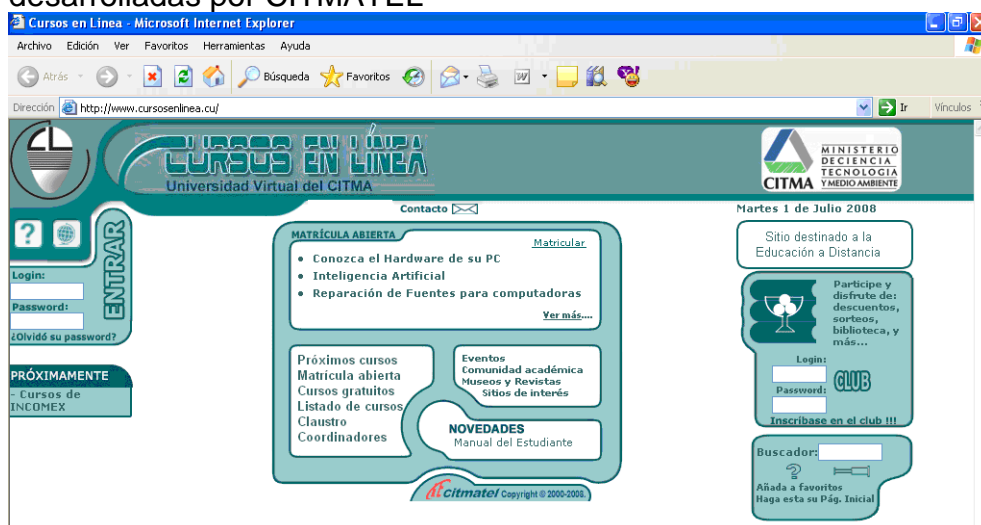 desarrolladas por CITMATEL
Cursos en Linea - Microsoft Internet Explorer
Archivo Edición Ver Favoritos Herramientas Ayuda
Atrás Búsqueda Favoritos
Dirección http://www.cursosenlinea.cu/ Ir Vínculos
CURSOS EN LÍNEA
Universidad Virtual del CITMA
CITMA
MINISTERIO
DECIENCIA
TECNOLOGIA
YMEDIO AMBIENTE
Contacto
Martes 1 de Julio 2008
ENTRAR
Login:
Password:
¿Olvidó su password?
PRÓXIMAMENTE
- Cursos de
INCOMEX
MATRÍCULA ABIERTA
Matricular
• Conozca el Hardware de su PC
• Inteligencia Artificial
• Reparación de Fuentes para computadoras
Ver más....
Próximos cursos
Matrícula abierta
Cursos gratuitos
Listado de cursos
Claustro
Coordinadores
Eventos
Comunidad académica
Museos y Revistas
Sitios de interés
NOVEDADES
Manual del Estudiante
Citmatel Copyright © 2000-2008.
Sitio destinado a la
Educación a Distancia
Participe y
disfrute de:
descuentos,
sorteos,
biblioteca, y
más...
Login:
CLUB
Password:
Inscríbase en el club !!!
Buscador:
Añada a favoritos
Haga esta su Pág. Inicial